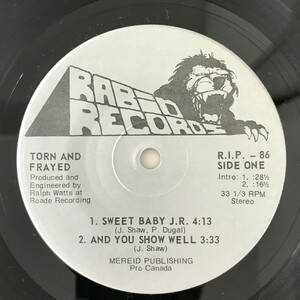 RABID
RECORDS
TORN AND
FRAYED
Produced and
Engineered by
Ralph Watts at
Roade Recording
R.I.P. - 86
SIDE ONE
Intro: 1. :28½
2. :16½
33 1/3 RPM
Stereo
1. SWEET BABY J.R. 4:13
(J. Shaw, P. Dugal)
2. AND YOU SHOW WELL 3:33
(J. Shaw)
MEREID PUBLISHING
Pro Canada